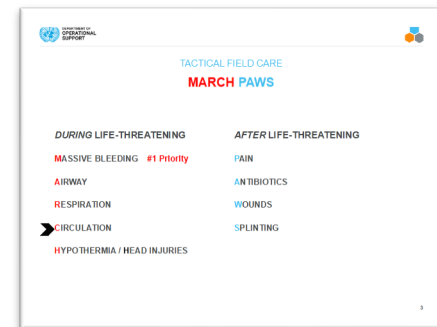 DEPARTMENT OF
OPERATIONAL
SUPPORT
TACTICAL FIELD CARE
MARCH PAWS
DURING LIFE-THREATENING
MASSIVE BLEEDING #1 Priority
AIRWAY
RESPIRATION
CIRCULATION
HYPOTHERMIA / HEAD INJURIES
AFTER LIFE-THREATENING
PAIN
ANTIBIOTICS
WOUNDS
SPLINTING